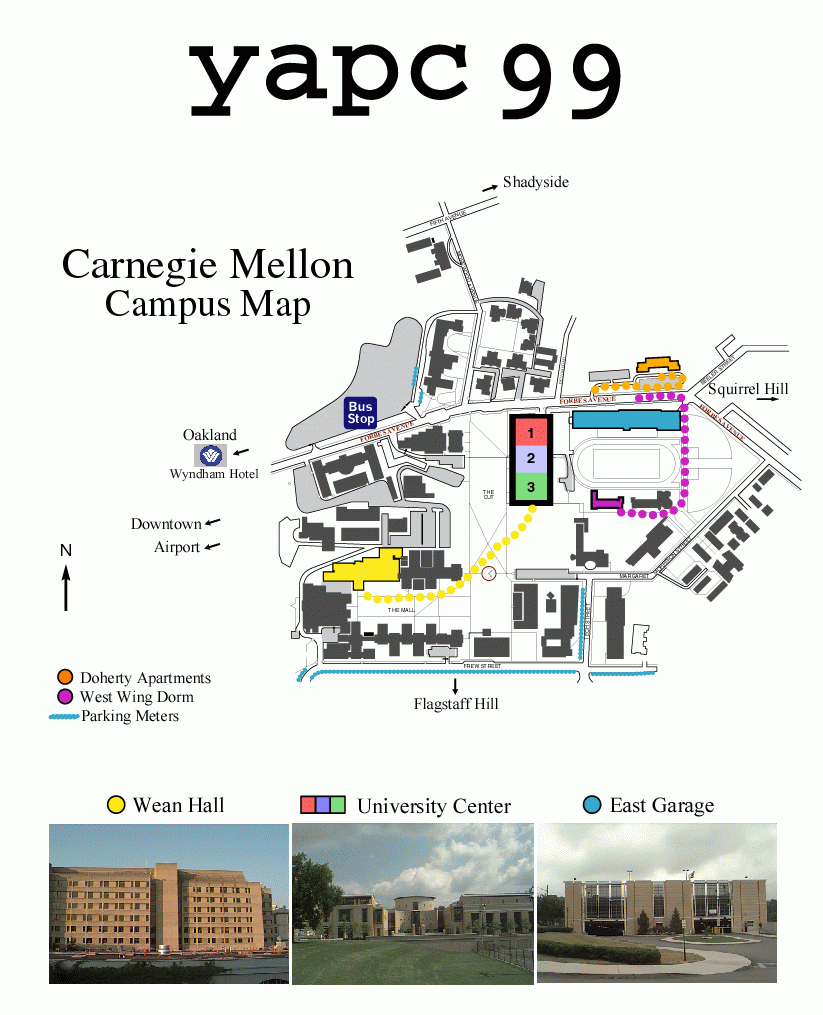 yapc 99
Shadyside
FIFTH AVENUE
Carnegie Mellon
Campus Map
BEELER STREET
Squirrel Hill
FORBES AVENUE
FORBES AVENUE
Bus
Stop
FORBES AVENUE
1
2
3
Oakland
Wyndham Hotel
THE
CUT
Downtown
Airport
N
MARGARET
THE MALL
FREW STREET
Flagstaff Hill
Doherty Apartments
West Wing Dorm
Parking Meters
Wean Hall
University Center
East Garage